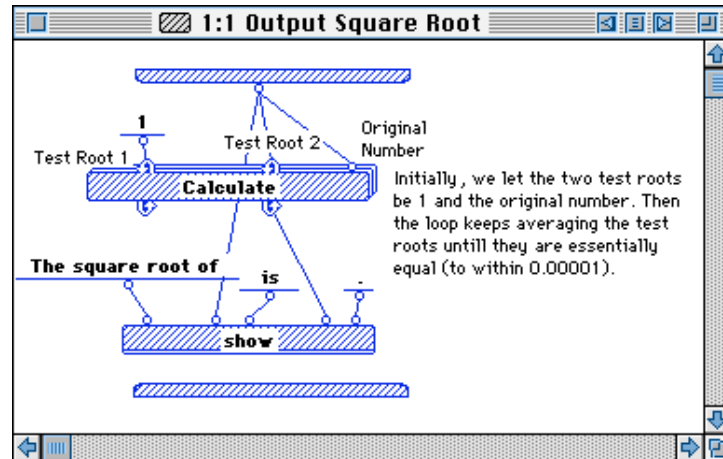 1:1 Output Square Root
1
Test Root 1
Test Root 2
Original
Number
Calculate
Initially, we let the two test roots
be 1 and the original number. Then
the loop keeps averaging the test
roots untill they are essentially
equal (to within 0.00001).
The square root of
is
.
show